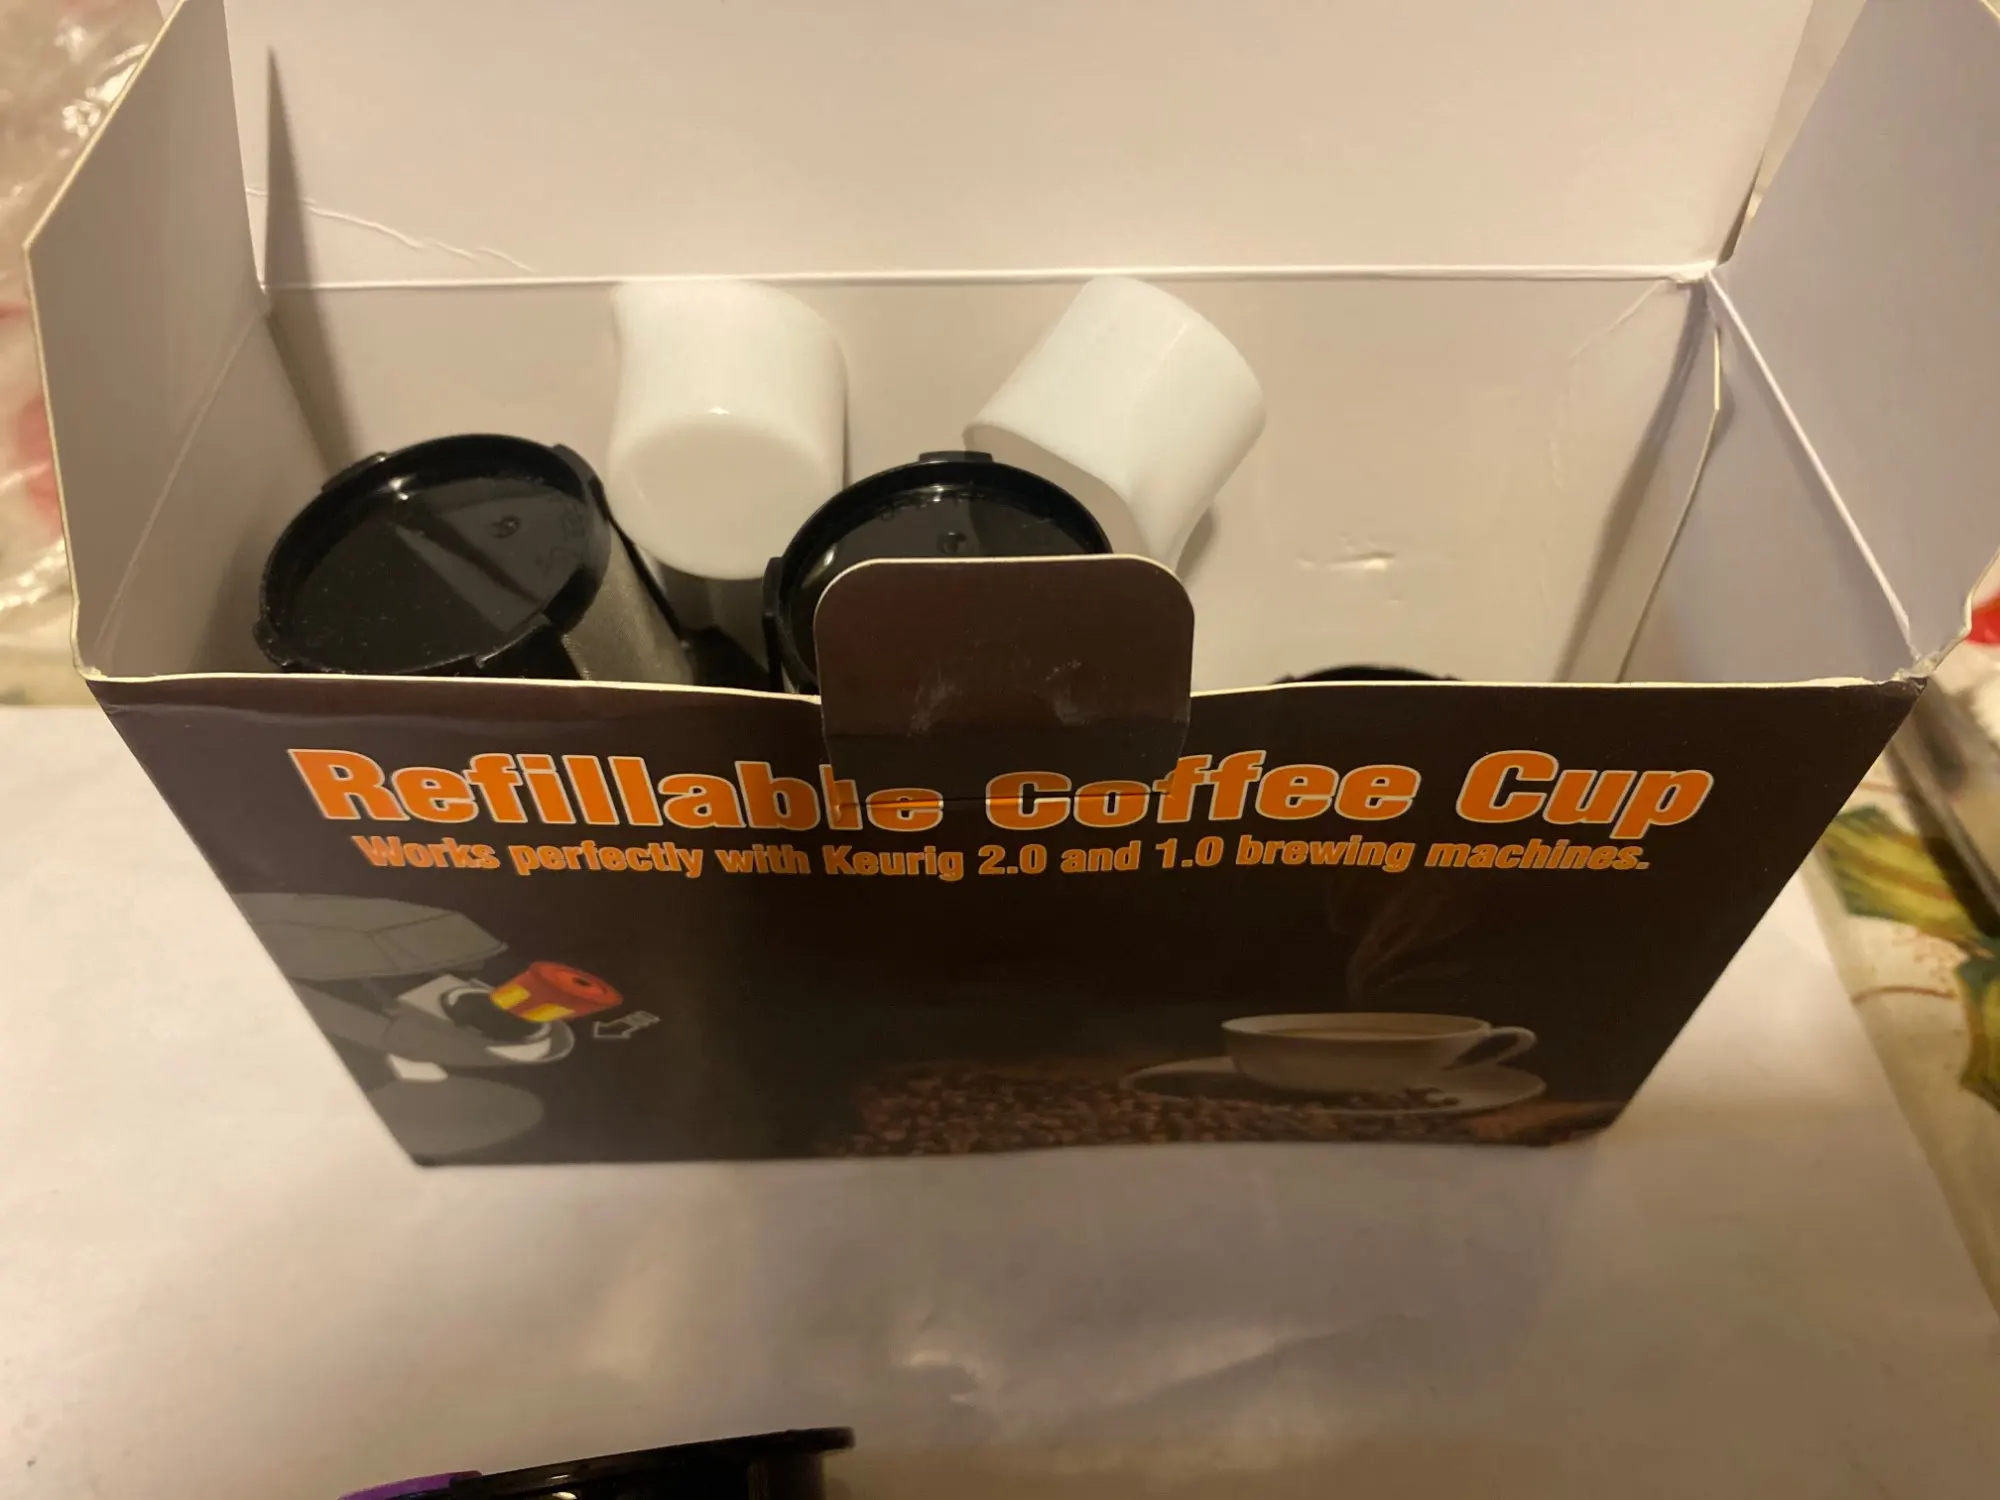 Refillable Coffee Cup
Works perfectly with Keurig 2.0 and 1.0 brewing machines.